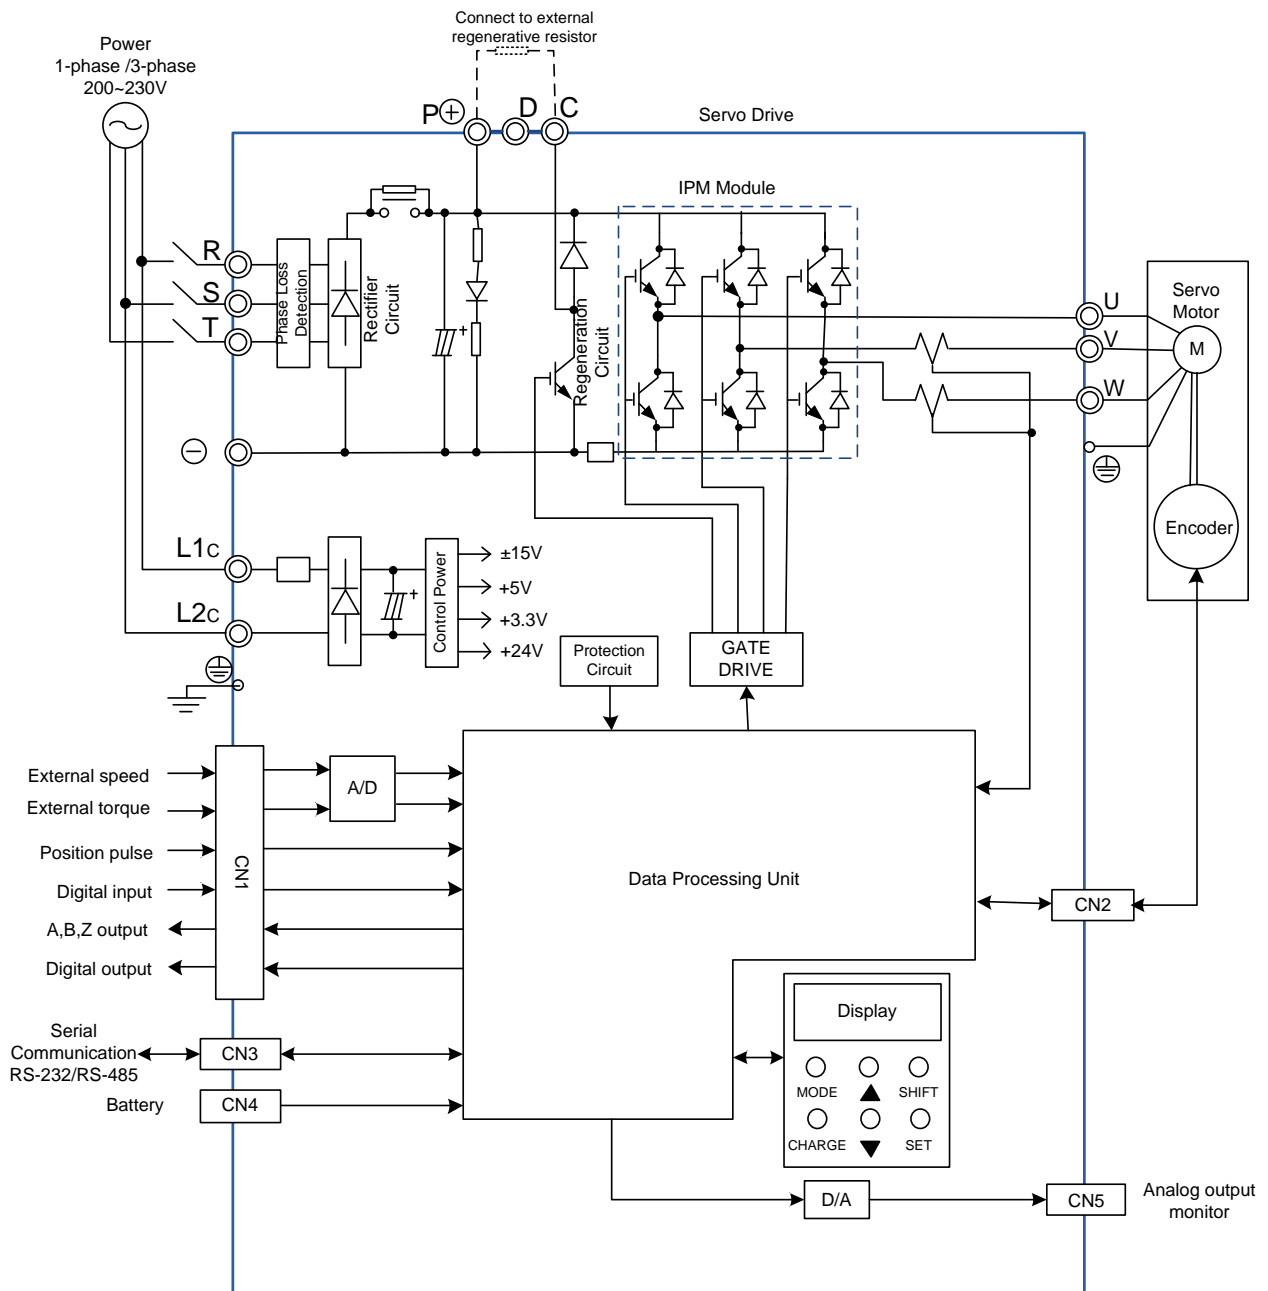 Connect to external
regenerative resistor
Power
1-phase /3-phase
200~230V
P⊕ D C
Servo Drive
IPM Module
R
S
T
Phase Loss
Detection
Rectifier
Circuit
+
Regeneration
Circuit
U
V
W
Servo
Motor
M
Encoder
L1C
L2C
+
Control Power
±15V
+5V
+3.3V
+24V
Protection
Circuit
GATE
DRIVE
External speed
External torque
Position pulse
Digital input
A,B,Z output
Digital output
CN1
A/D
Data Processing Unit
CN2
Display
MODE ▲ SHIFT
CHARGE ▼ SET
Serial
Communication
RS-232/RS-485
CN3
Battery
CN4
D/A
CN5
Analog output
monitor